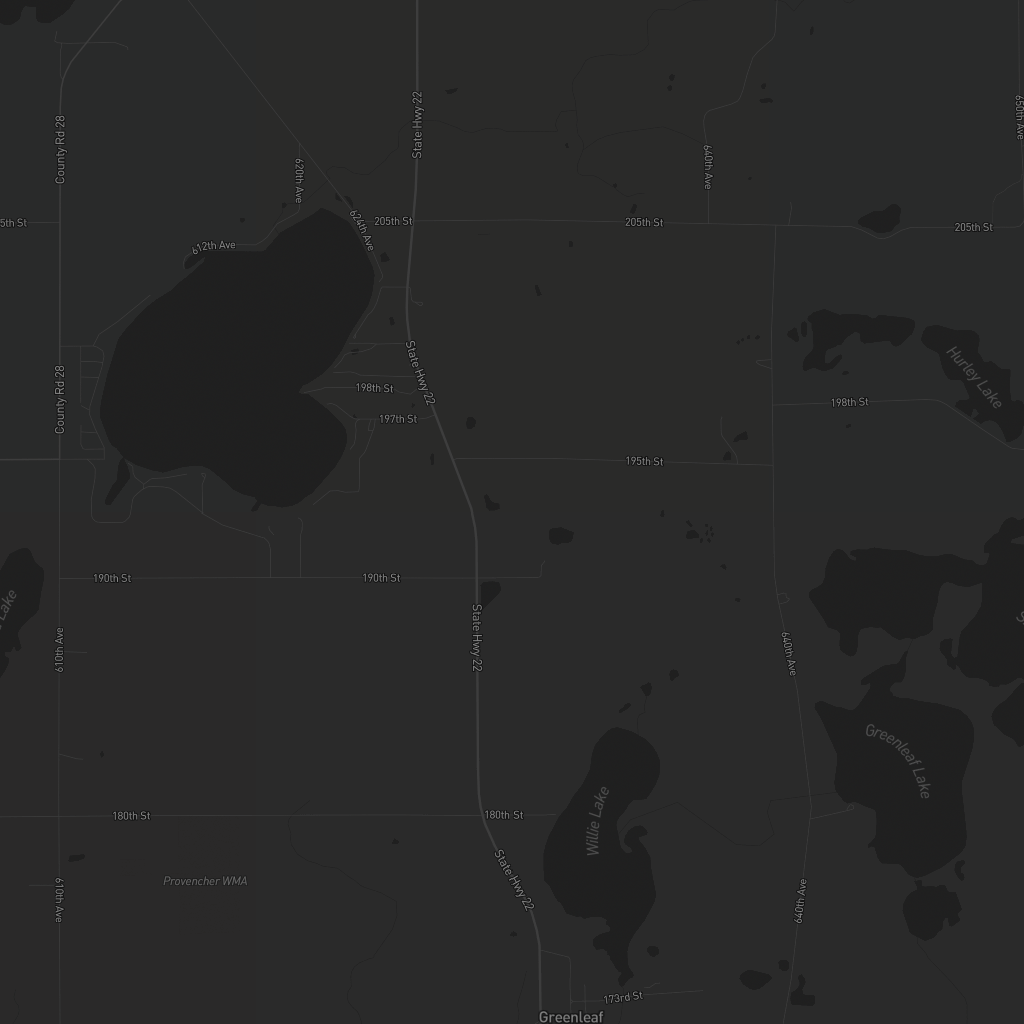 State Hwy 22
County Rd 28
620th Ave
640th Ave
650th Ave
5th St
205th St
624th Ave
205th St
205th St
612th Ave
State Hwy 22
County Rd 28
198th St
197th St
198th St
Hurley Lake
195th St
190th St
190th St
Lake
State Hwy 22
610th Ave
640th Ave
Greenleaf Lake
Willie Lake
180th St
180th St
State Hwy 22
Provencher WMA
610th Ave
640th Ave
173rd St
Greenleaf